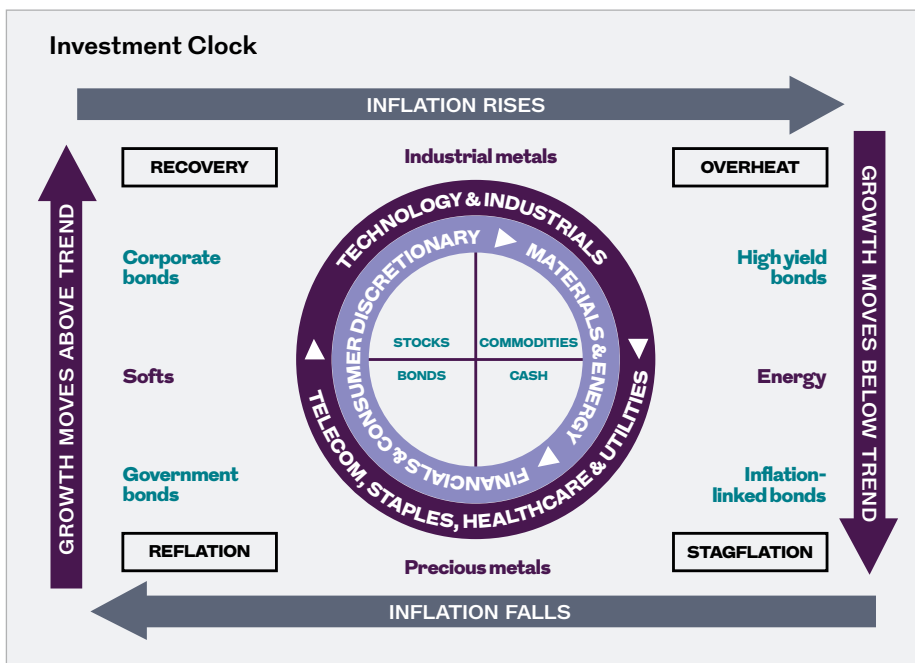 Investment Clock
INFLATION RISES
RECOVERY
Industrial metals
OVERHEAT
GROWTH MOVES ABOVE TREND
TECHNOLOGY & INDUSTRIALS
GROWTH MOVES BELOW TREND
Corporate
bonds
FINANCIALS & CONSUMER DISCRETIONARY
MATERIALS & ENERGY
High yield
bonds
STOCKS
COMMODITIES
Softs
BONDS
CASH
Energy
Government
bonds
TELECOM, STAPLES, HEALTHCARE & UTILITIES
Inflation-
linked bonds
REFLATION
Precious metals
STAGFLATION
INFLATION FALLS